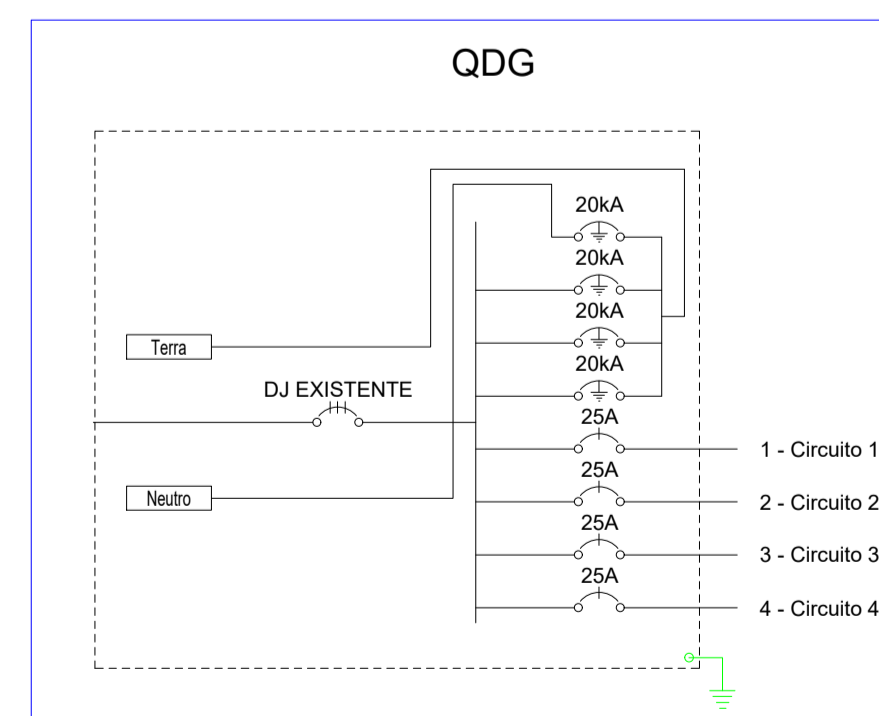 QDG
20kA
20kA
20kA
20kA
Terra
DJ EXISTENTE
25A
1 - Circuito 1
25A
Neutro
2 - Circuito 2
25A
3 - Circuito 3
25A
4 - Circuito 4